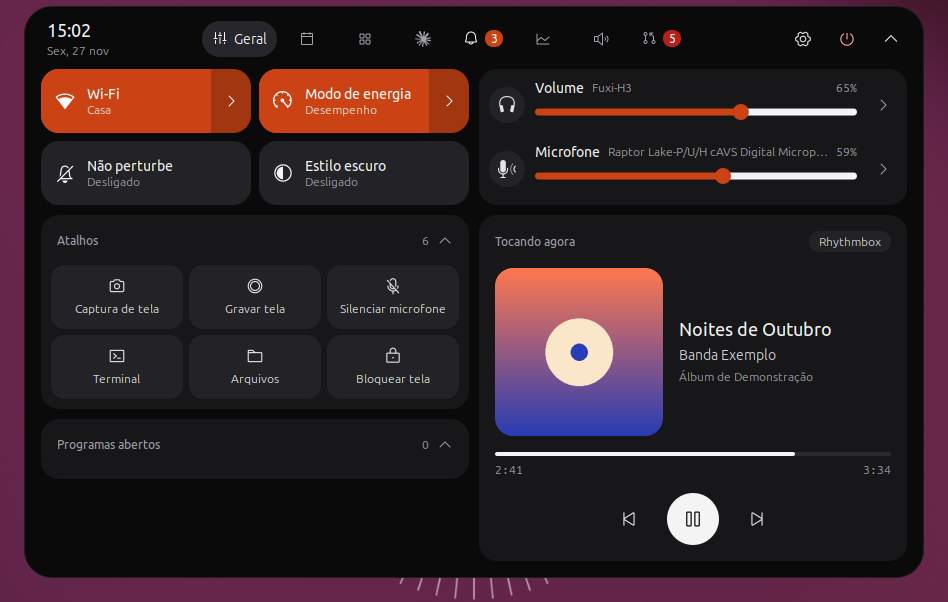 15:02
Sex, 27 nov
Geral
3
5
Wi-Fi
Casa
Modo de energia
Desempenho
Não perturbe
Desligado
Estilo escuro
Desligado
Volume Fuxi-H3 65%
Microfone Raptor Lake-P/U/H cAVS Digital Microp... 59%
Atalhos 6
Captura de tela
Gravar tela
Silenciar microfone
Terminal
Arquivos
Bloquear tela
Programas abertos 0
Tocando agora Rhythmbox
Noites de Outubro
Banda Exemplo
Álbum de Demonstração
2:41 3:34